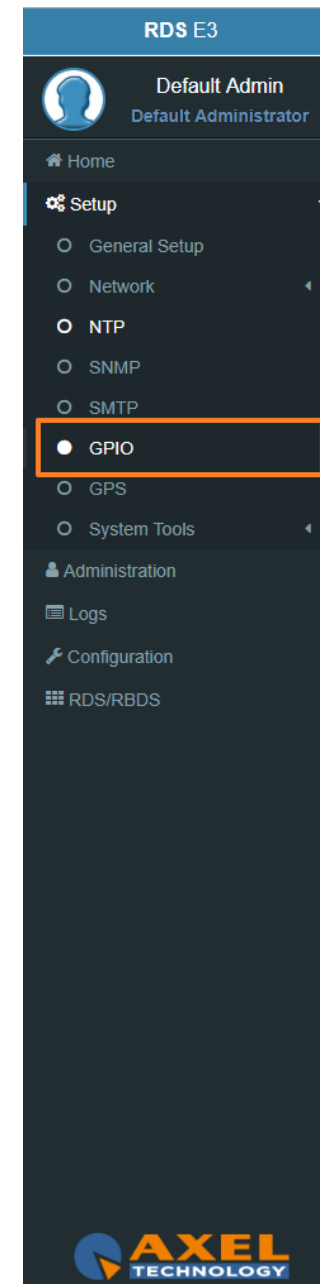 RDS E3
Default Admin
Default Administrator
Home
Setup
General Setup
Network
NTP
SNMP
SMTP
GPIO
GPS
System Tools
Administration
Logs
Configuration
RDS/RBDS
AXEL
TECHNOLOGY